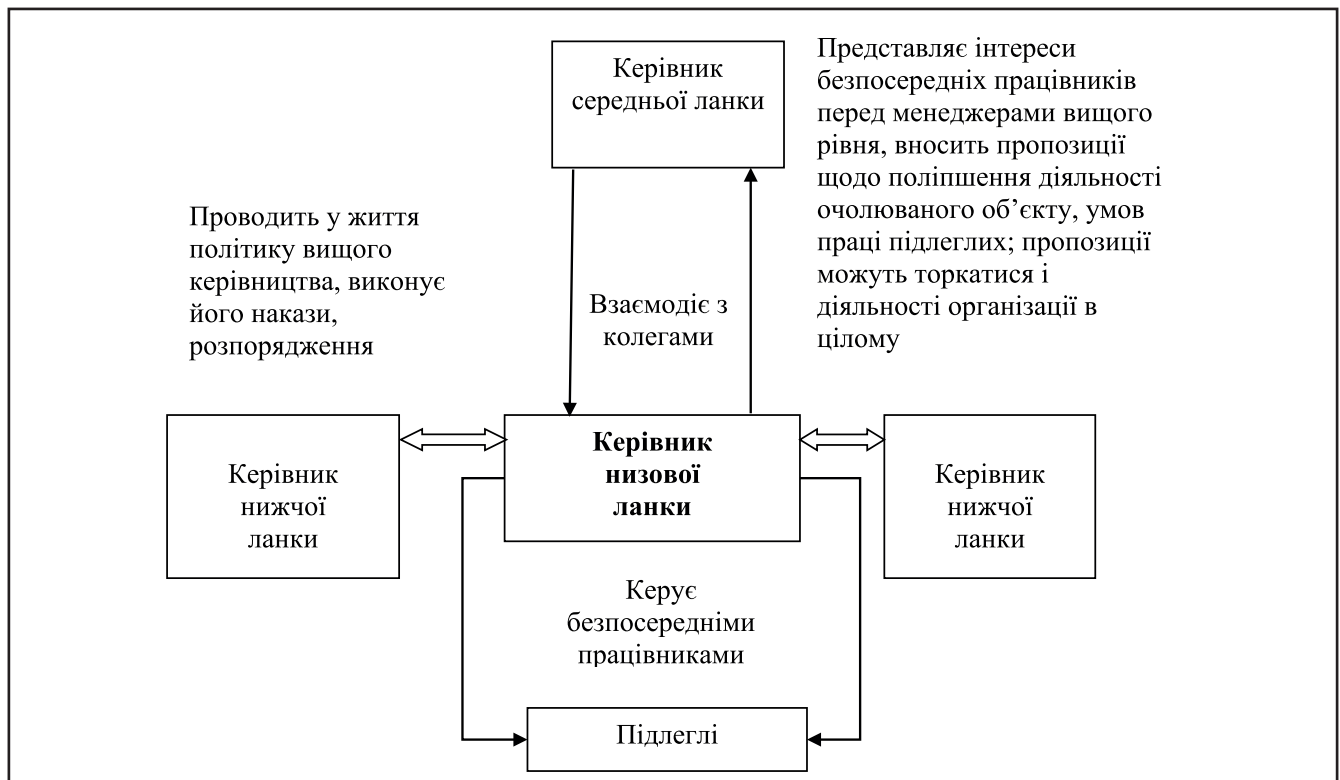 Керівник
середньої ланки
Представляє інтереси
безпосередніх працівників
перед менеджерами вищого
рівня, вносить пропозиції
щодо поліпшення діяльності
очолюваного об’єкту, умов
праці підлеглих; пропозиції
можуть торкатися і
діяльності організації в
цілому
Проводить у життя
політику вищого
керівництва, виконує
його накази,
розпорядження
Взаємодіє з
колегами
Керівник
нижчої
ланки
Керівник
низової
ланки
Керівник
нижчої
ланки
Керує
безпосередніми
працівниками
Підлеглі